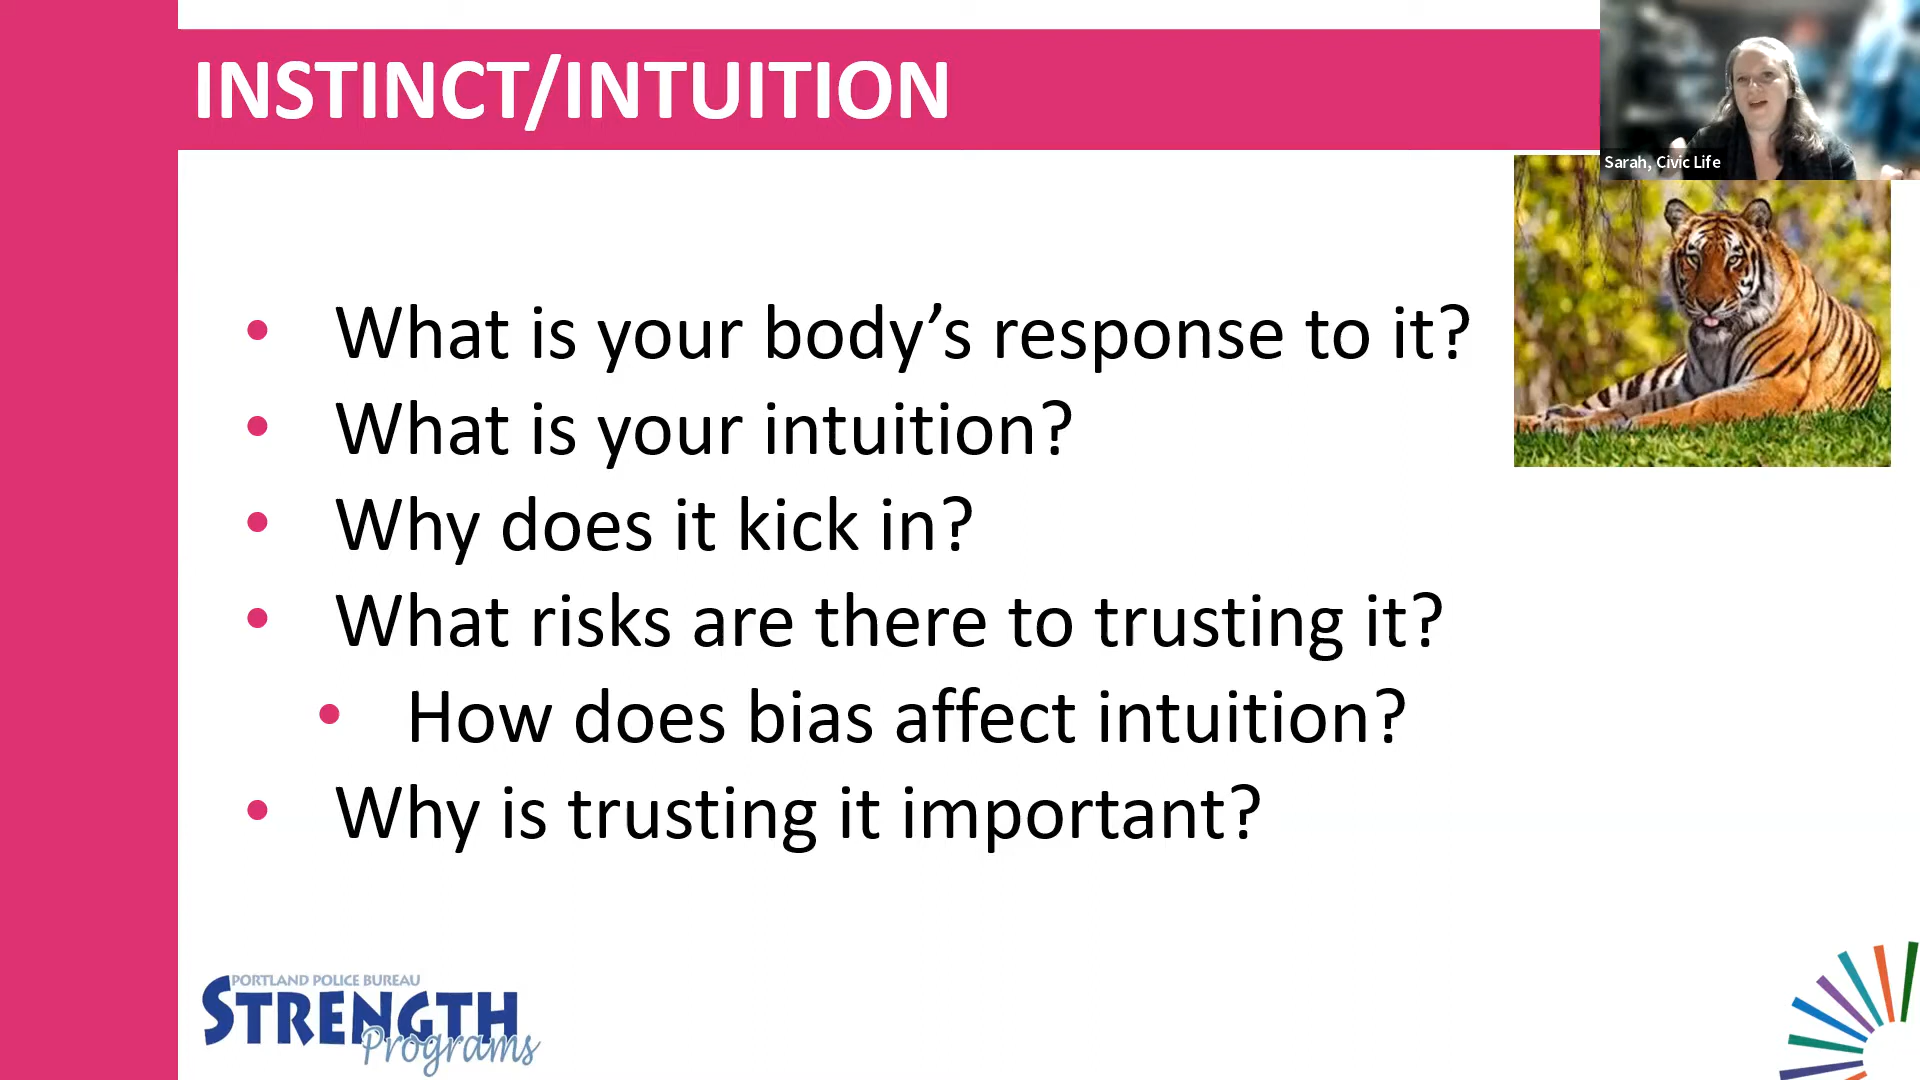 INSTINCT/INTUITION
Sarah, Civic Life
• What is your body’s response to it?
• What is your intuition?
• Why does it kick in?
• What risks are there to trusting it?
• How does bias affect intuition?
• Why is trusting it important?
PORTLAND POLICE BUREAU
STRENGTH
Programs